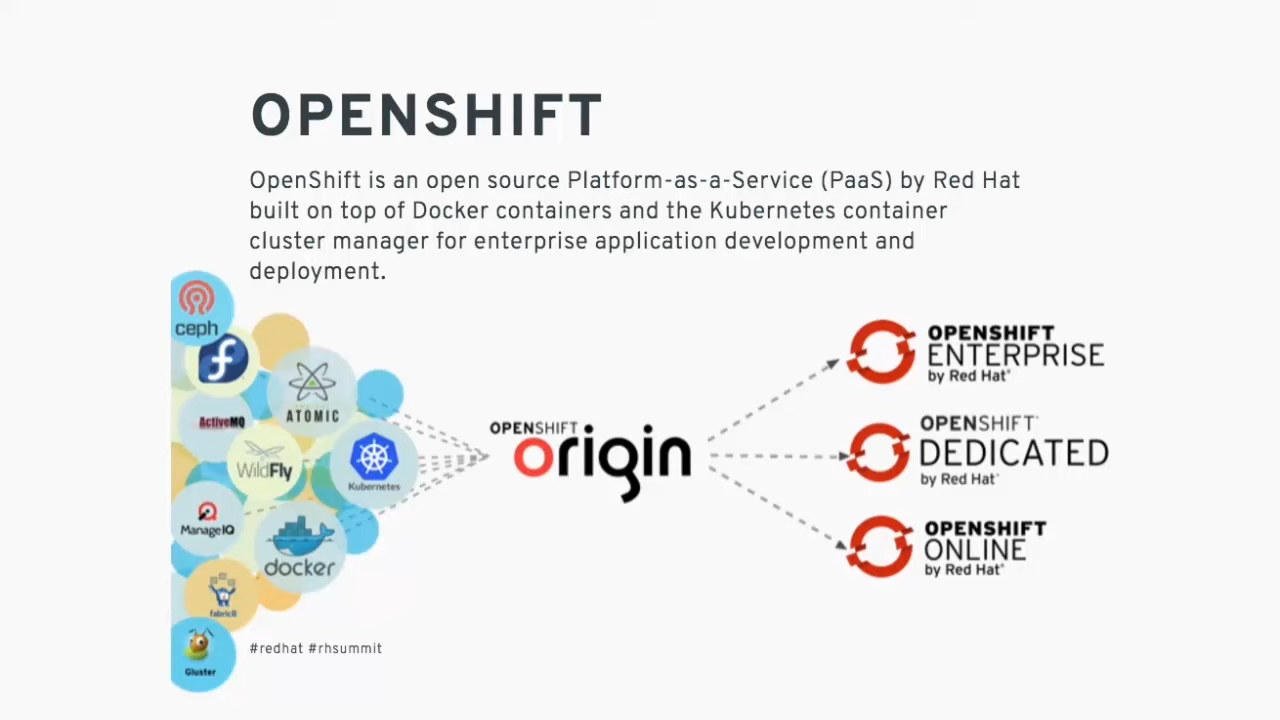 OPENSHIFT
OpenShift is an open source Platform-as-a-Service (PaaS) by Red Hat
built on top of Docker containers and the Kubernetes container
cluster manager for enterprise application development and
deployment.
ceph
ATOMIC
ActiveMQ
WildFly
Kubernetes
ManageIQ
docker
fabric8
Gluster
OPENSHIFT
origin
OPENSHIFT
ENTERPRISE
by Red Hat®
OPENSHIFT
DEDICATED
by Red Hat
OPENSHIFT
ONLINE
by Red Hat®
#redhat #rhsummit